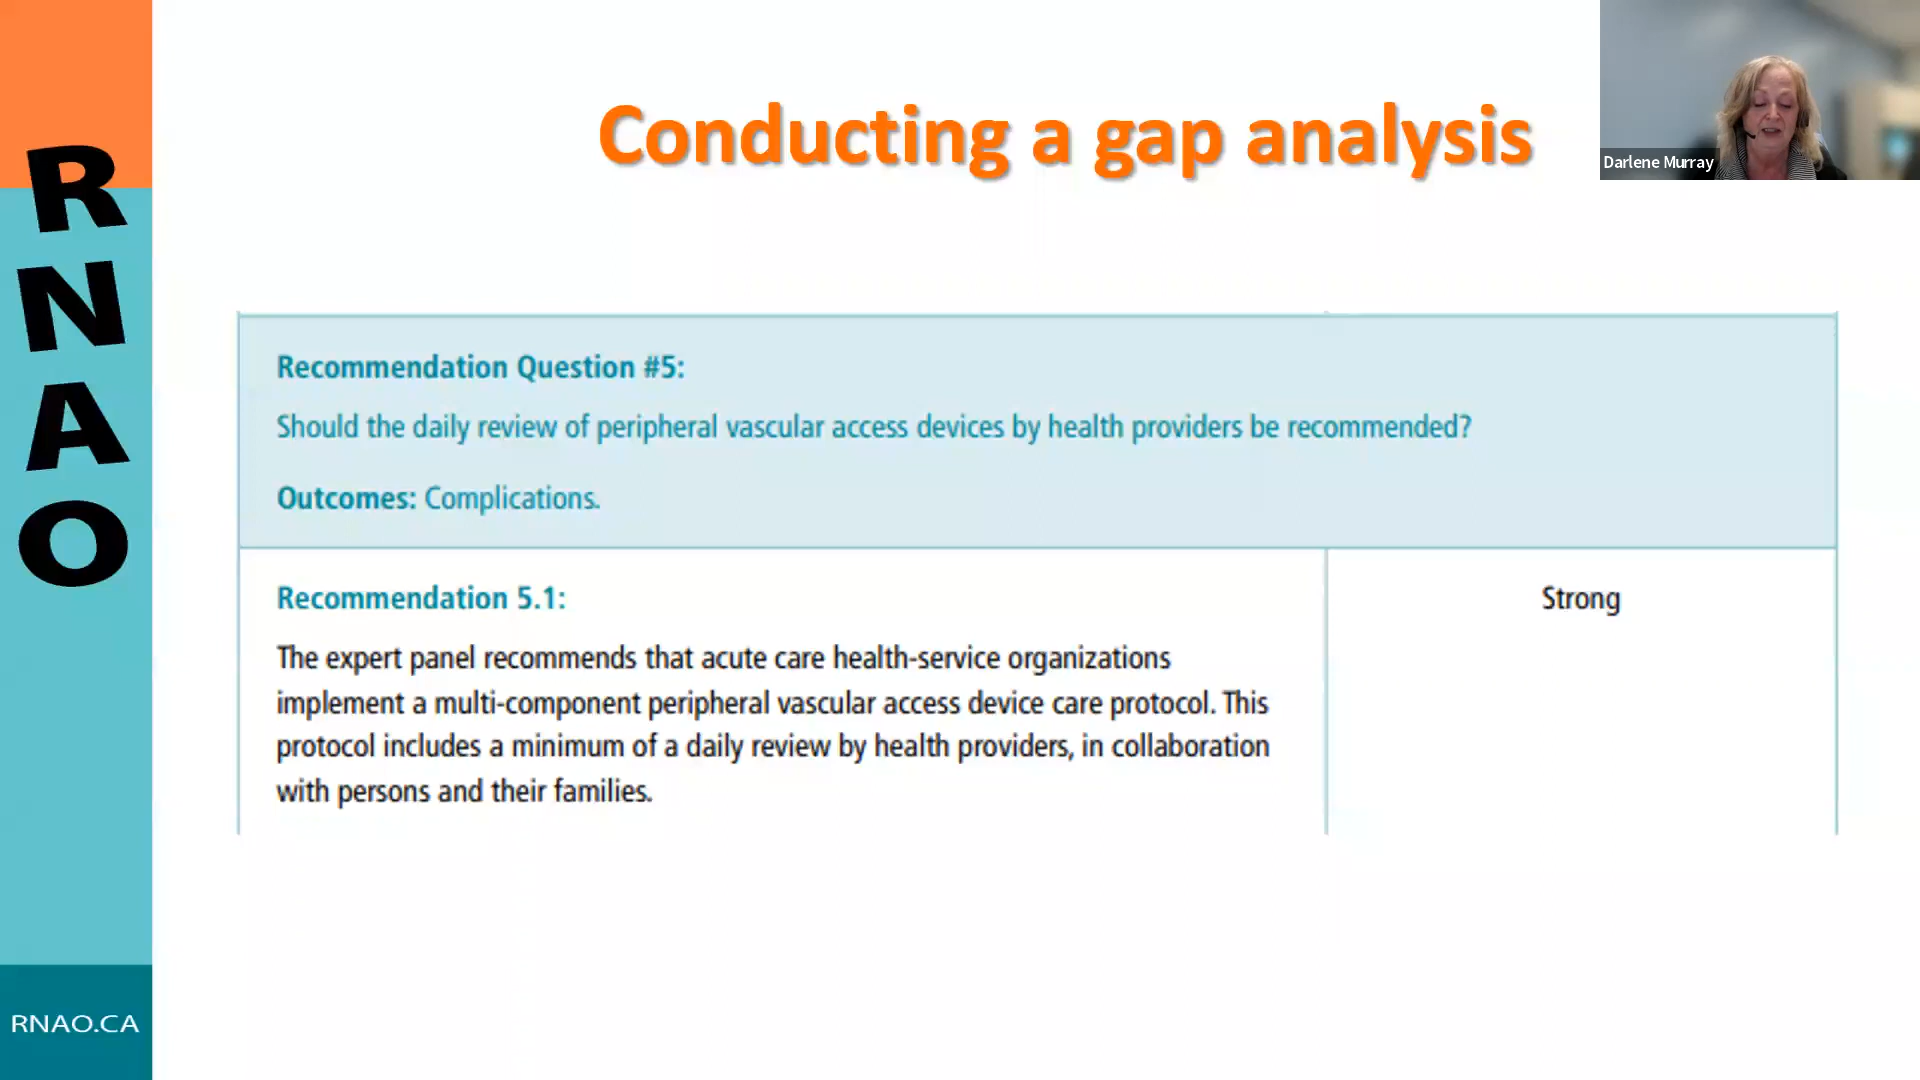 RNAO
Conducting a gap analysis
Darlene Murray
Recommendation Question #5:
Should the daily review of peripheral vascular access devices by health providers be recommended?
Outcomes: Complications.
Recommendation 5.1:
Strong
The expert panel recommends that acute care health-service organizations
implement a multi-component peripheral vascular access device care protocol. This
protocol includes a minimum of a daily review by health providers, in collaboration
with persons and their families.
RNAO.CA